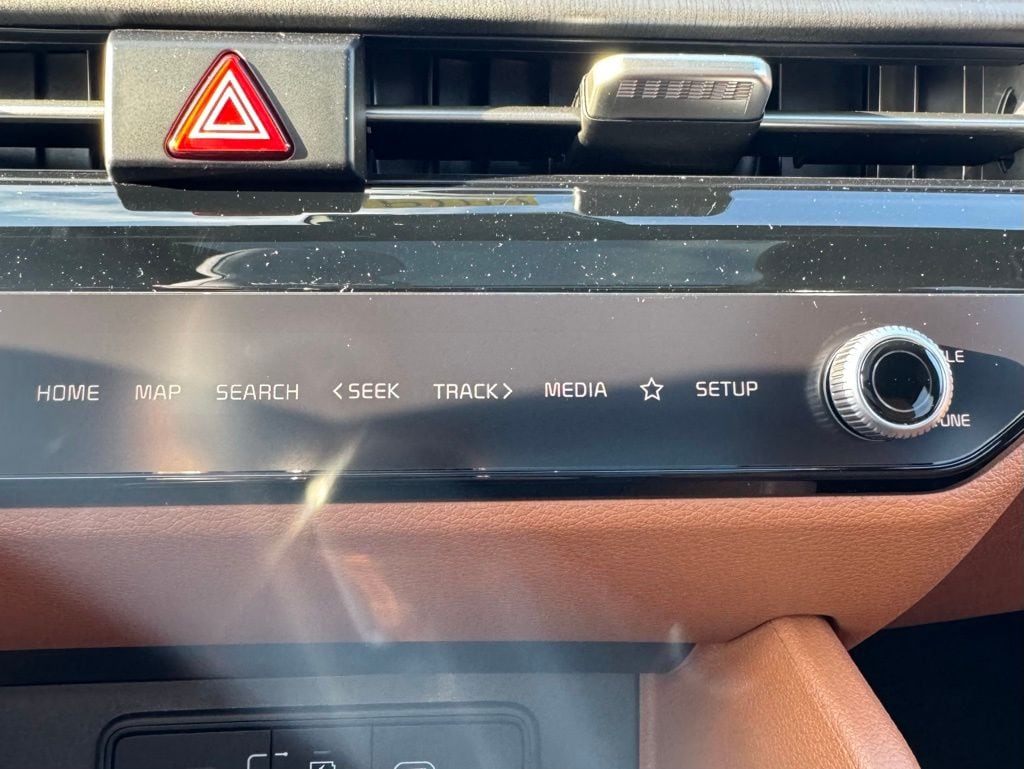 HOME MAP SEARCH <SEEK TRACK> MEDIA ☆ SETUP